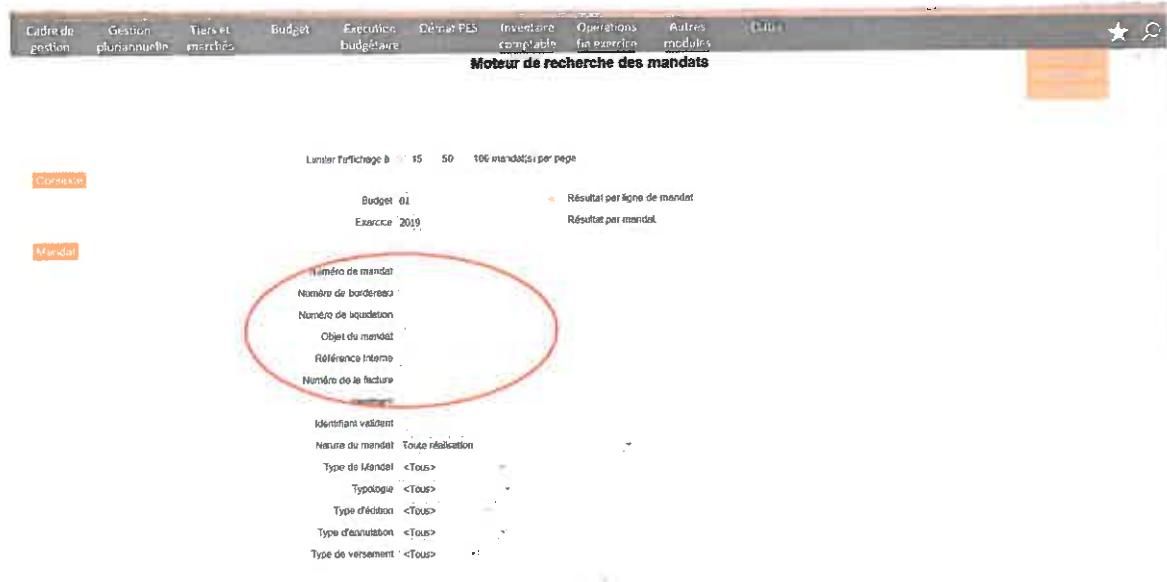 Cadre de gestion Gestion pluriannuelle Tiers et marchés Budget Execution budgétaire Démat PES Inventaire comptable Operations fin exercice Autres modules
Moteur de recherche des mandats
Limiter l'affichage à 15 50 100 mandat(s) par page
Contexte
Budget 01 Résultat par ligne de mandat
Exercice 2019 Résultat par mandat
Mandat
Numéro de mandat
Numéro de bordereau
Numéro de liquidation
Objet du mandat
Référence interne
Numéro de la facture
Identifiant valident
Nature du mandat Toute réalisation
Type de Mandat <Tous>
Typologie <Tous>
Type d'édition <Tous>
Type d'annulation <Tous>
Type de versement <Tous>